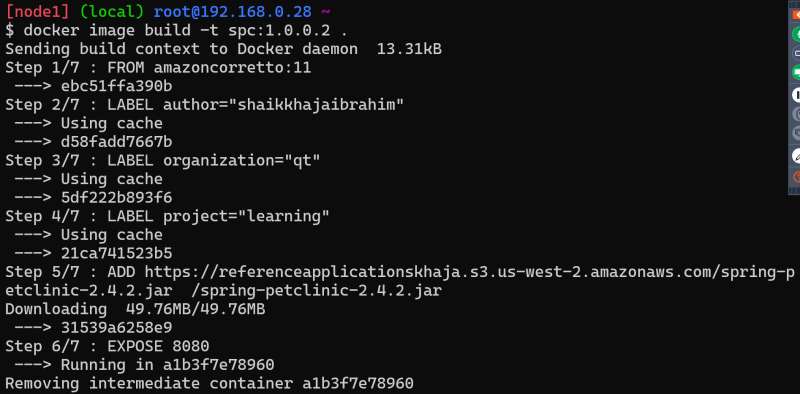 [node1] (local) root@192.168.0.28 ~
$ docker image build -t spc:1.0.0.2 .
Sending build context to Docker daemon  13.31kB
Step 1/7 : FROM amazoncorretto:11
 ---> ebc51ffa390b
Step 2/7 : LABEL author="shaikkhajaibrahim"
 ---> Using cache
 ---> d58fadd7667b
Step 3/7 : LABEL organization="qt"
 ---> Using cache
 ---> 5df222b893f6
Step 4/7 : LABEL project="learning"
 ---> Using cache
 ---> 21ca741523b5
Step 5/7 : ADD https://referenceapplicationskhaja.s3.us-west-2.amazonaws.com/spring-p
etclinic-2.4.2.jar  /spring-petclinic-2.4.2.jar
Downloading  49.76MB/49.76MB
 ---> 31539a6258e9
Step 6/7 : EXPOSE 8080
 ---> Running in a1b3f7e78960
Removing intermediate container a1b3f7e78960